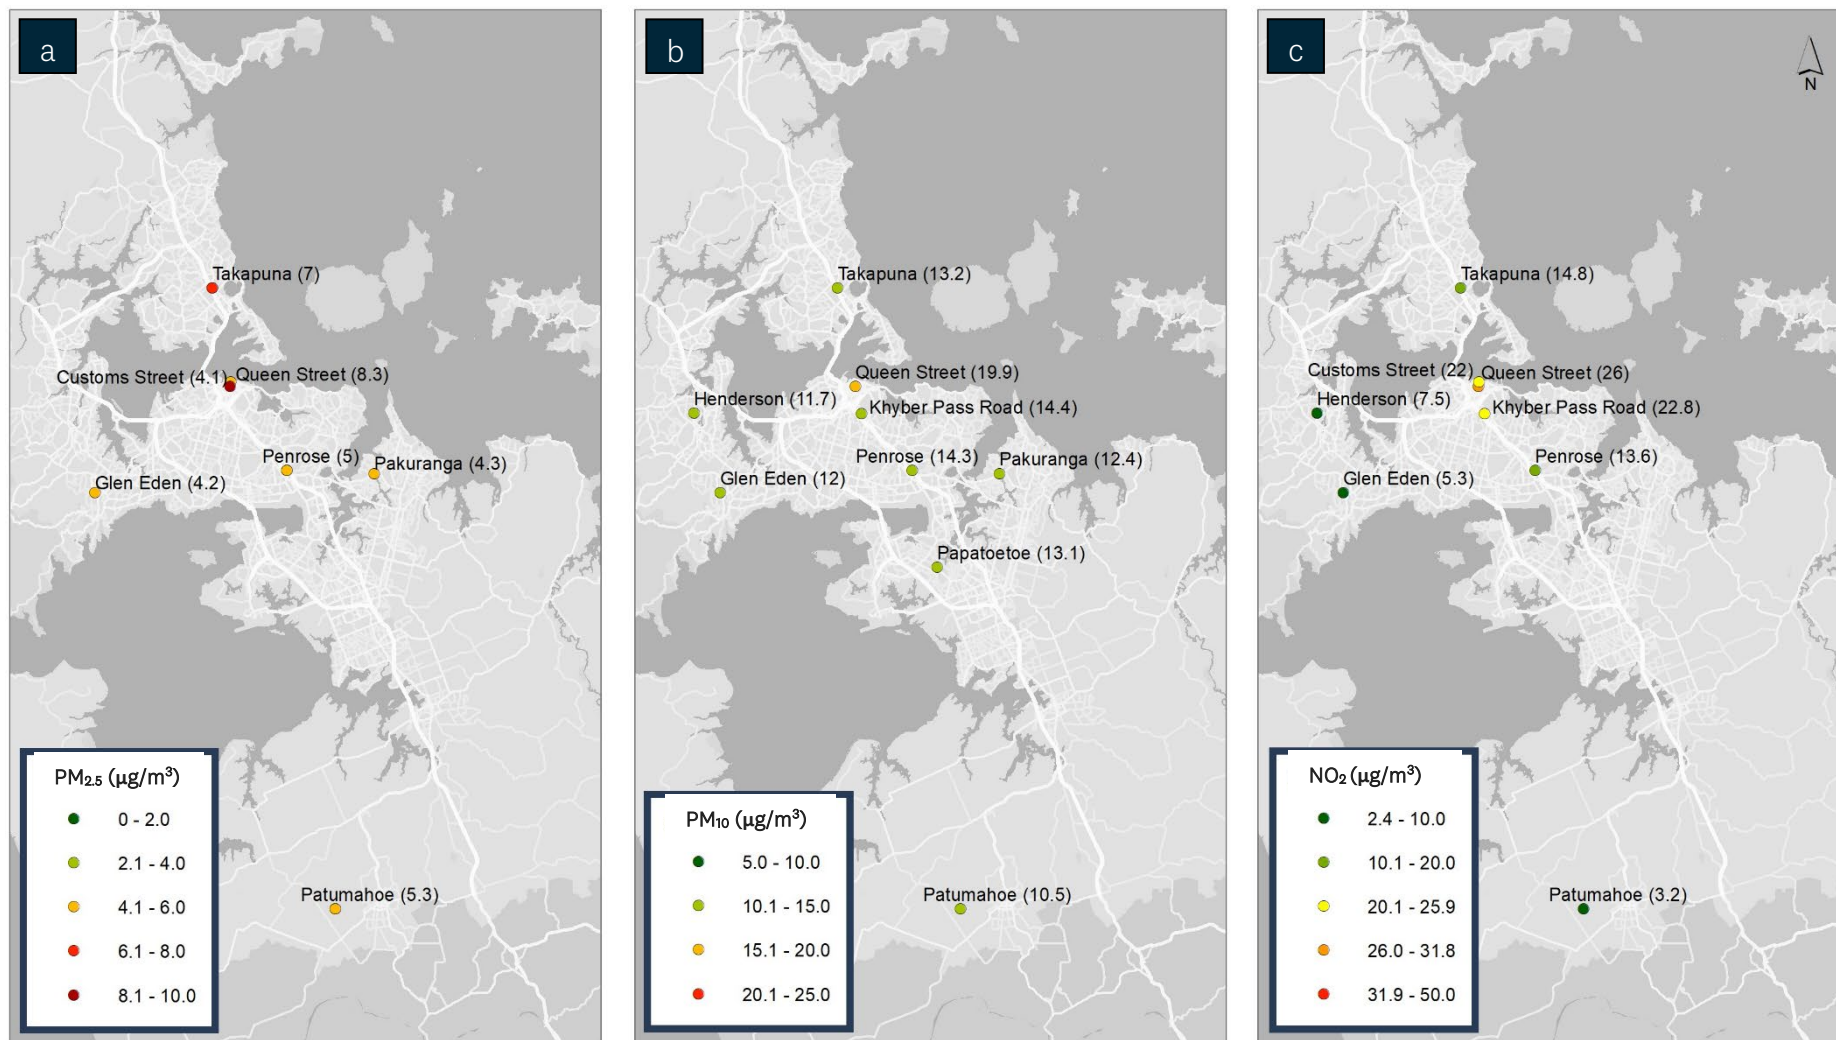 a
Takapuna (7)
Customs Street (4.1)
Queen Street (8.3)
Penrose (5)
Pakuranga (4.3)
Glen Eden (4.2)
Patumahoe (5.3)
PM₂.₅ (µg/m³)
0 - 2.0
2.1 - 4.0
4.1 - 6.0
6.1 - 8.0
8.1 - 10.0
b
Takapuna (13.2)
Queen Street (19.9)
Henderson (11.7)
Khyber Pass Road (14.4)
Penrose (14.3)
Pakuranga (12.4)
Glen Eden (12)
Papatoetoe (13.1)
Patumahoe (10.5)
PM₁₀ (µg/m³)
5.0 - 10.0
10.1 - 15.0
15.1 - 20.0
20.1 - 25.0
c
N
Takapuna (14.8)
Customs Street (22)
Queen Street (26)
Henderson (7.5)
Khyber Pass Road (22.8)
Penrose (13.6)
Glen Eden (5.3)
Patumahoe (3.2)
NO₂ (µg/m³)
2.4 - 10.0
10.1 - 20.0
20.1 - 25.9
26.0 - 31.8
31.9 - 50.0